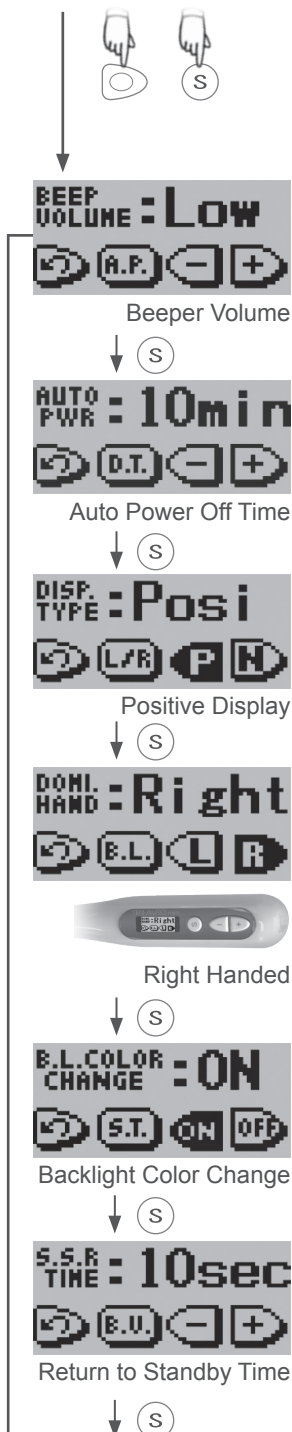 S
BEEP
VOLUME : Low
A.P. - +
Beeper Volume
S
AUTO
PWR : 10min
D.T. - +
Auto Power Off Time
S
DISP.
TYPE : Posi
L/R P N
Positive Display
S
DOMI.
HAND : Right
B.L. L R
:Right
- +
Right Handed
S
B.L.COLOR
CHANGE : ON
S.T. ON OFF
Backlight Color Change
S
S.S.R
TIME : 10sec
B.V. - +
Return to Standby Time
S